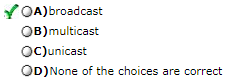 A)broadcast
B)multicast
C)unicast
D)None of the choices are correct